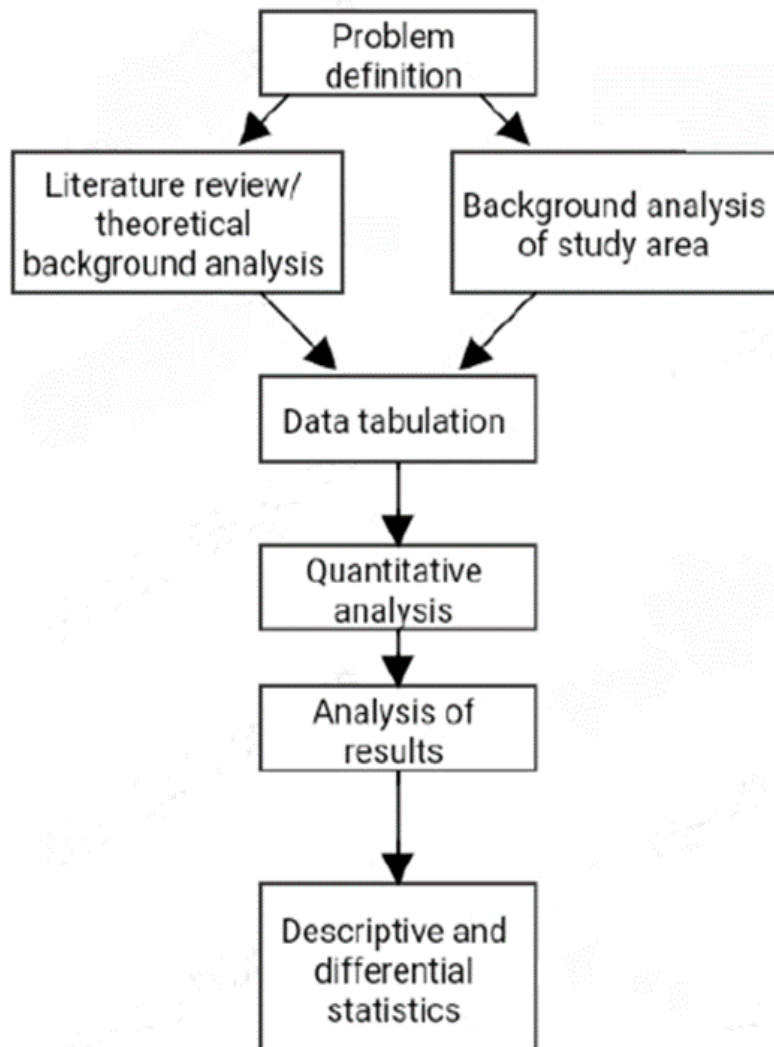 Problem
definition
Literature review/
theoretical
background analysis
Background analysis
of study area
Data tabulation
Quantitative
analysis
Analysis of
results
Descriptive and
differential
statistics